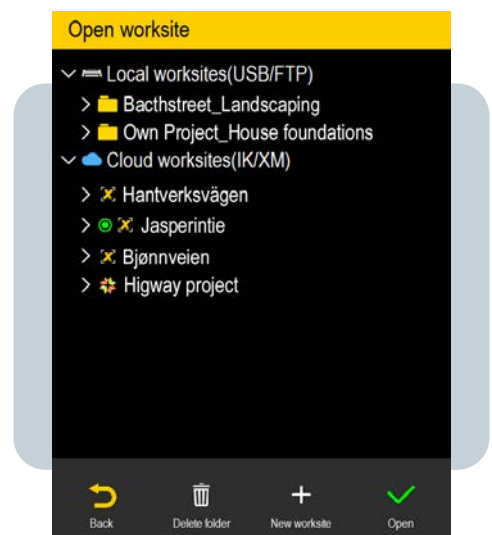 Open worksite
Local worksites(USB/FTP)
Bacthstreet_Landscaping
Own Project_House foundations
Cloud worksites(IK/XM)
Hantverksvägen
Jasperintie
Bjønnveien
Higway project
Back Delete folder New worksite Open